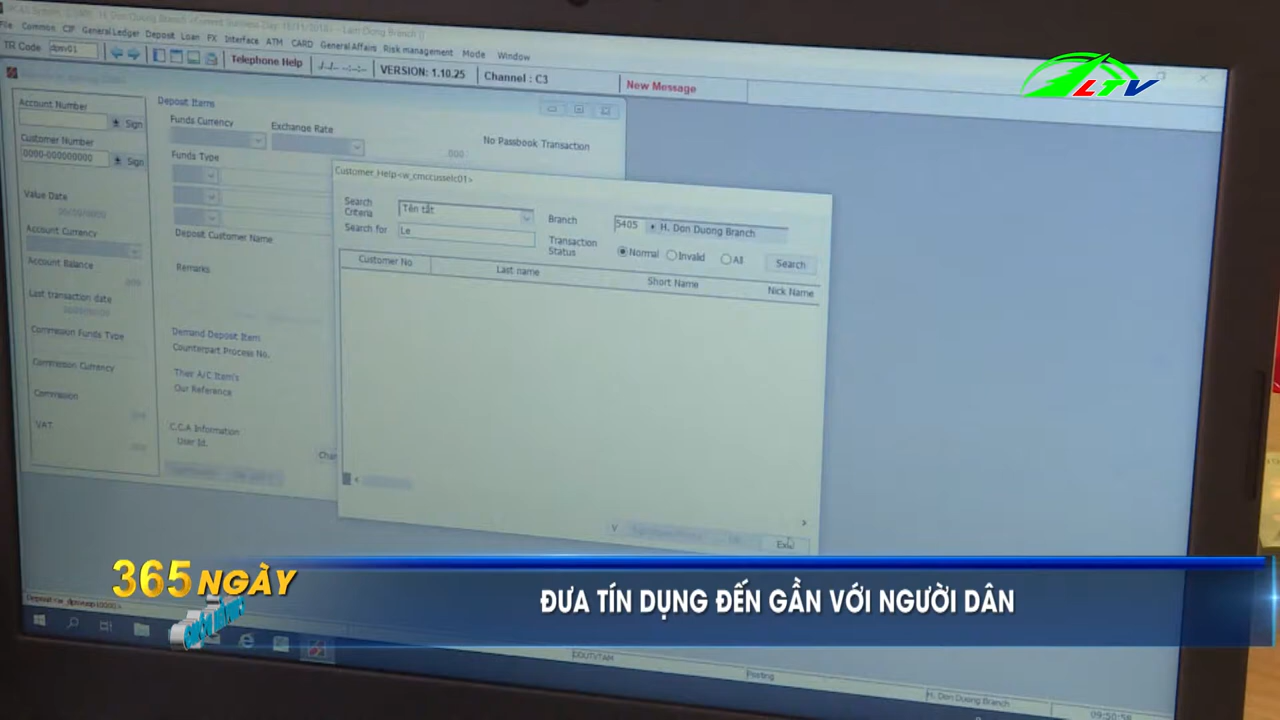 File Common CIF General Ledger Deposit Loan FX Interface ATM CARD General Affairs Risk management Mode Window
TR Code dpvv01 Telephone Help VERSION: 1.10.25 Channel : C3 New Message
LTV
Account Number
Sign
Customer Number
0000-000000000 Sign
Value Date
Account Currency
Account Balance
Last transaction date
Commission Funds Type
Commission Currency
Commission
VAT
Deposit Items
Funds Currency Exchange Rate
No Passbook Transaction
Funds Type
Deposit Customer Name
Remarks
Demand Deposit Item
Counterpart Process No.
Their A/C Item's
Our Reference
C.C.A Information
User Id.
Customer_Help<w_cmccusselc01>
Search Criteria Tên tắt Branch 5405 H. Don Duong Branch
Search for Le Transaction Status Normal Invalid All Search
Customer No Last name Short Name Nick Name
365 NGÀY
ĐƯA TÍN DỤNG ĐẾN GẦN VỚI NGƯỜI DÂN
Posting
H. Don Duong Branch